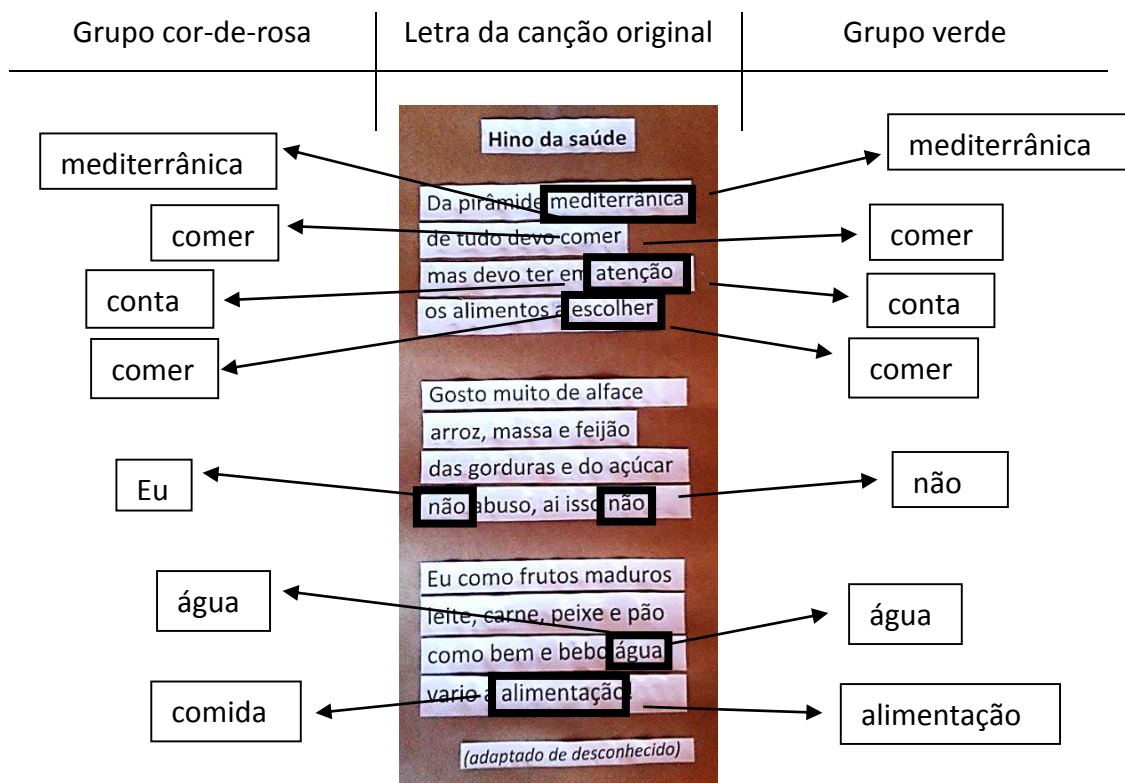 Grupo cor-de-rosa
Letra da canção original
Grupo verde
Hino da saúde
mediterrânica
mediterrânica
Da pirâmide mediterrânica
comer
de tudo devo comer
comer
mas devo ter em atenção
conta
conta
os alimentos a escolher
comer
comer
Gosto muito de alface
arroz, massa e feijão
das gorduras e do açúcar
Eu
não abuso, ai isso não
não
Eu como frutos maduros
água
leite, carne, peixe e pão
água
como bem e bebo água
vario a alimentação!
comida
alimentação
(adaptado de desconhecido)